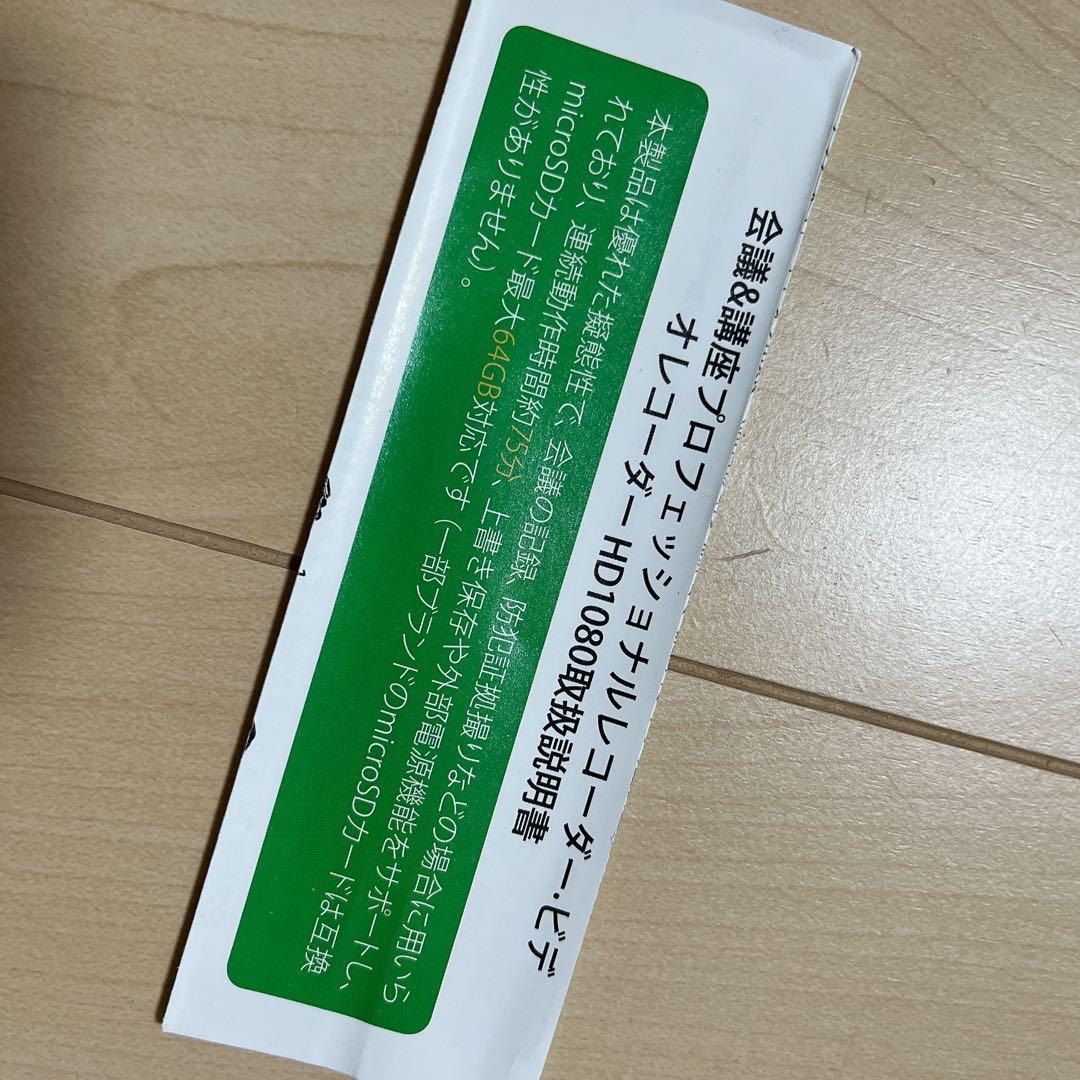 会議&講座プロフェッショナルレコーダー.ビデ
オレコーダーHD1080取扱説明書
本製品は優れた擬態性で、会議の記録、防犯証拠撮りなどの場合に用いら
れており、連続動作時間約75分、上書き保存や外部電源機能をサポートし、
microSDカード最大64GB対応です（一部ブランドのmicroSDカードは互換
性がありません）。